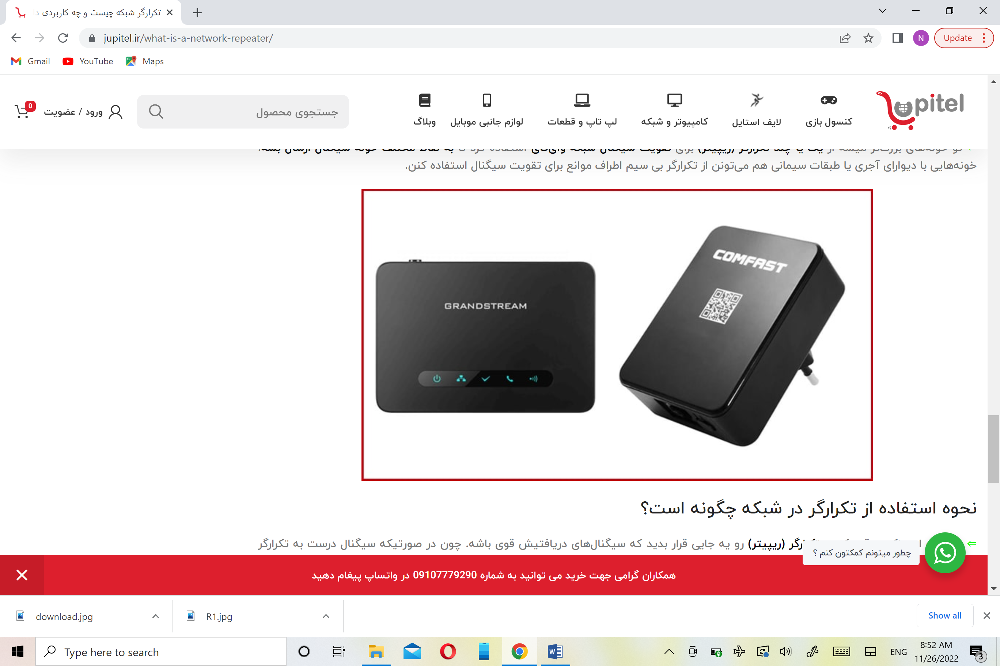 تکرارگر شبکه چیست و چه کاربردی دا
jupitel.ir/what-is-a-network-repeater/
N
Update
Gmail
YouTube
Maps
upitel
کنسول بازی
لایف استایل
کامپیوتر و شبکه
لپ تاپ و قطعات
لوازم جانبی موبایل
وبلاگ
جستجوی محصول
ورود / عضویت
0
خونه‌هایی با دیوارای آجری یا طبقات سیمانی هم می‌تونن از تکرارگر بی سیم اطراف موانع برای تقویت سیگنال استفاده کنن.
COMFAST
GRANDSTREAM
نحوه استفاده از تکرارگر در شبکه چگونه است؟
(ریپیتر) رو یه جایی قرار بدید که سیگنال‌های دریافتیش قوی باشه. چون در صورتیکه سیگنال درست به تکرارگر
چطور میتونم کمکتون کنم ؟
همکاران گرامی جهت خرید می توانید به شماره 09107779290 در واتساپ پیغام دهید
download.jpg
R1.jpg
Show all
Type here to search
W
ENG
8:52 AM
11/26/2022
3